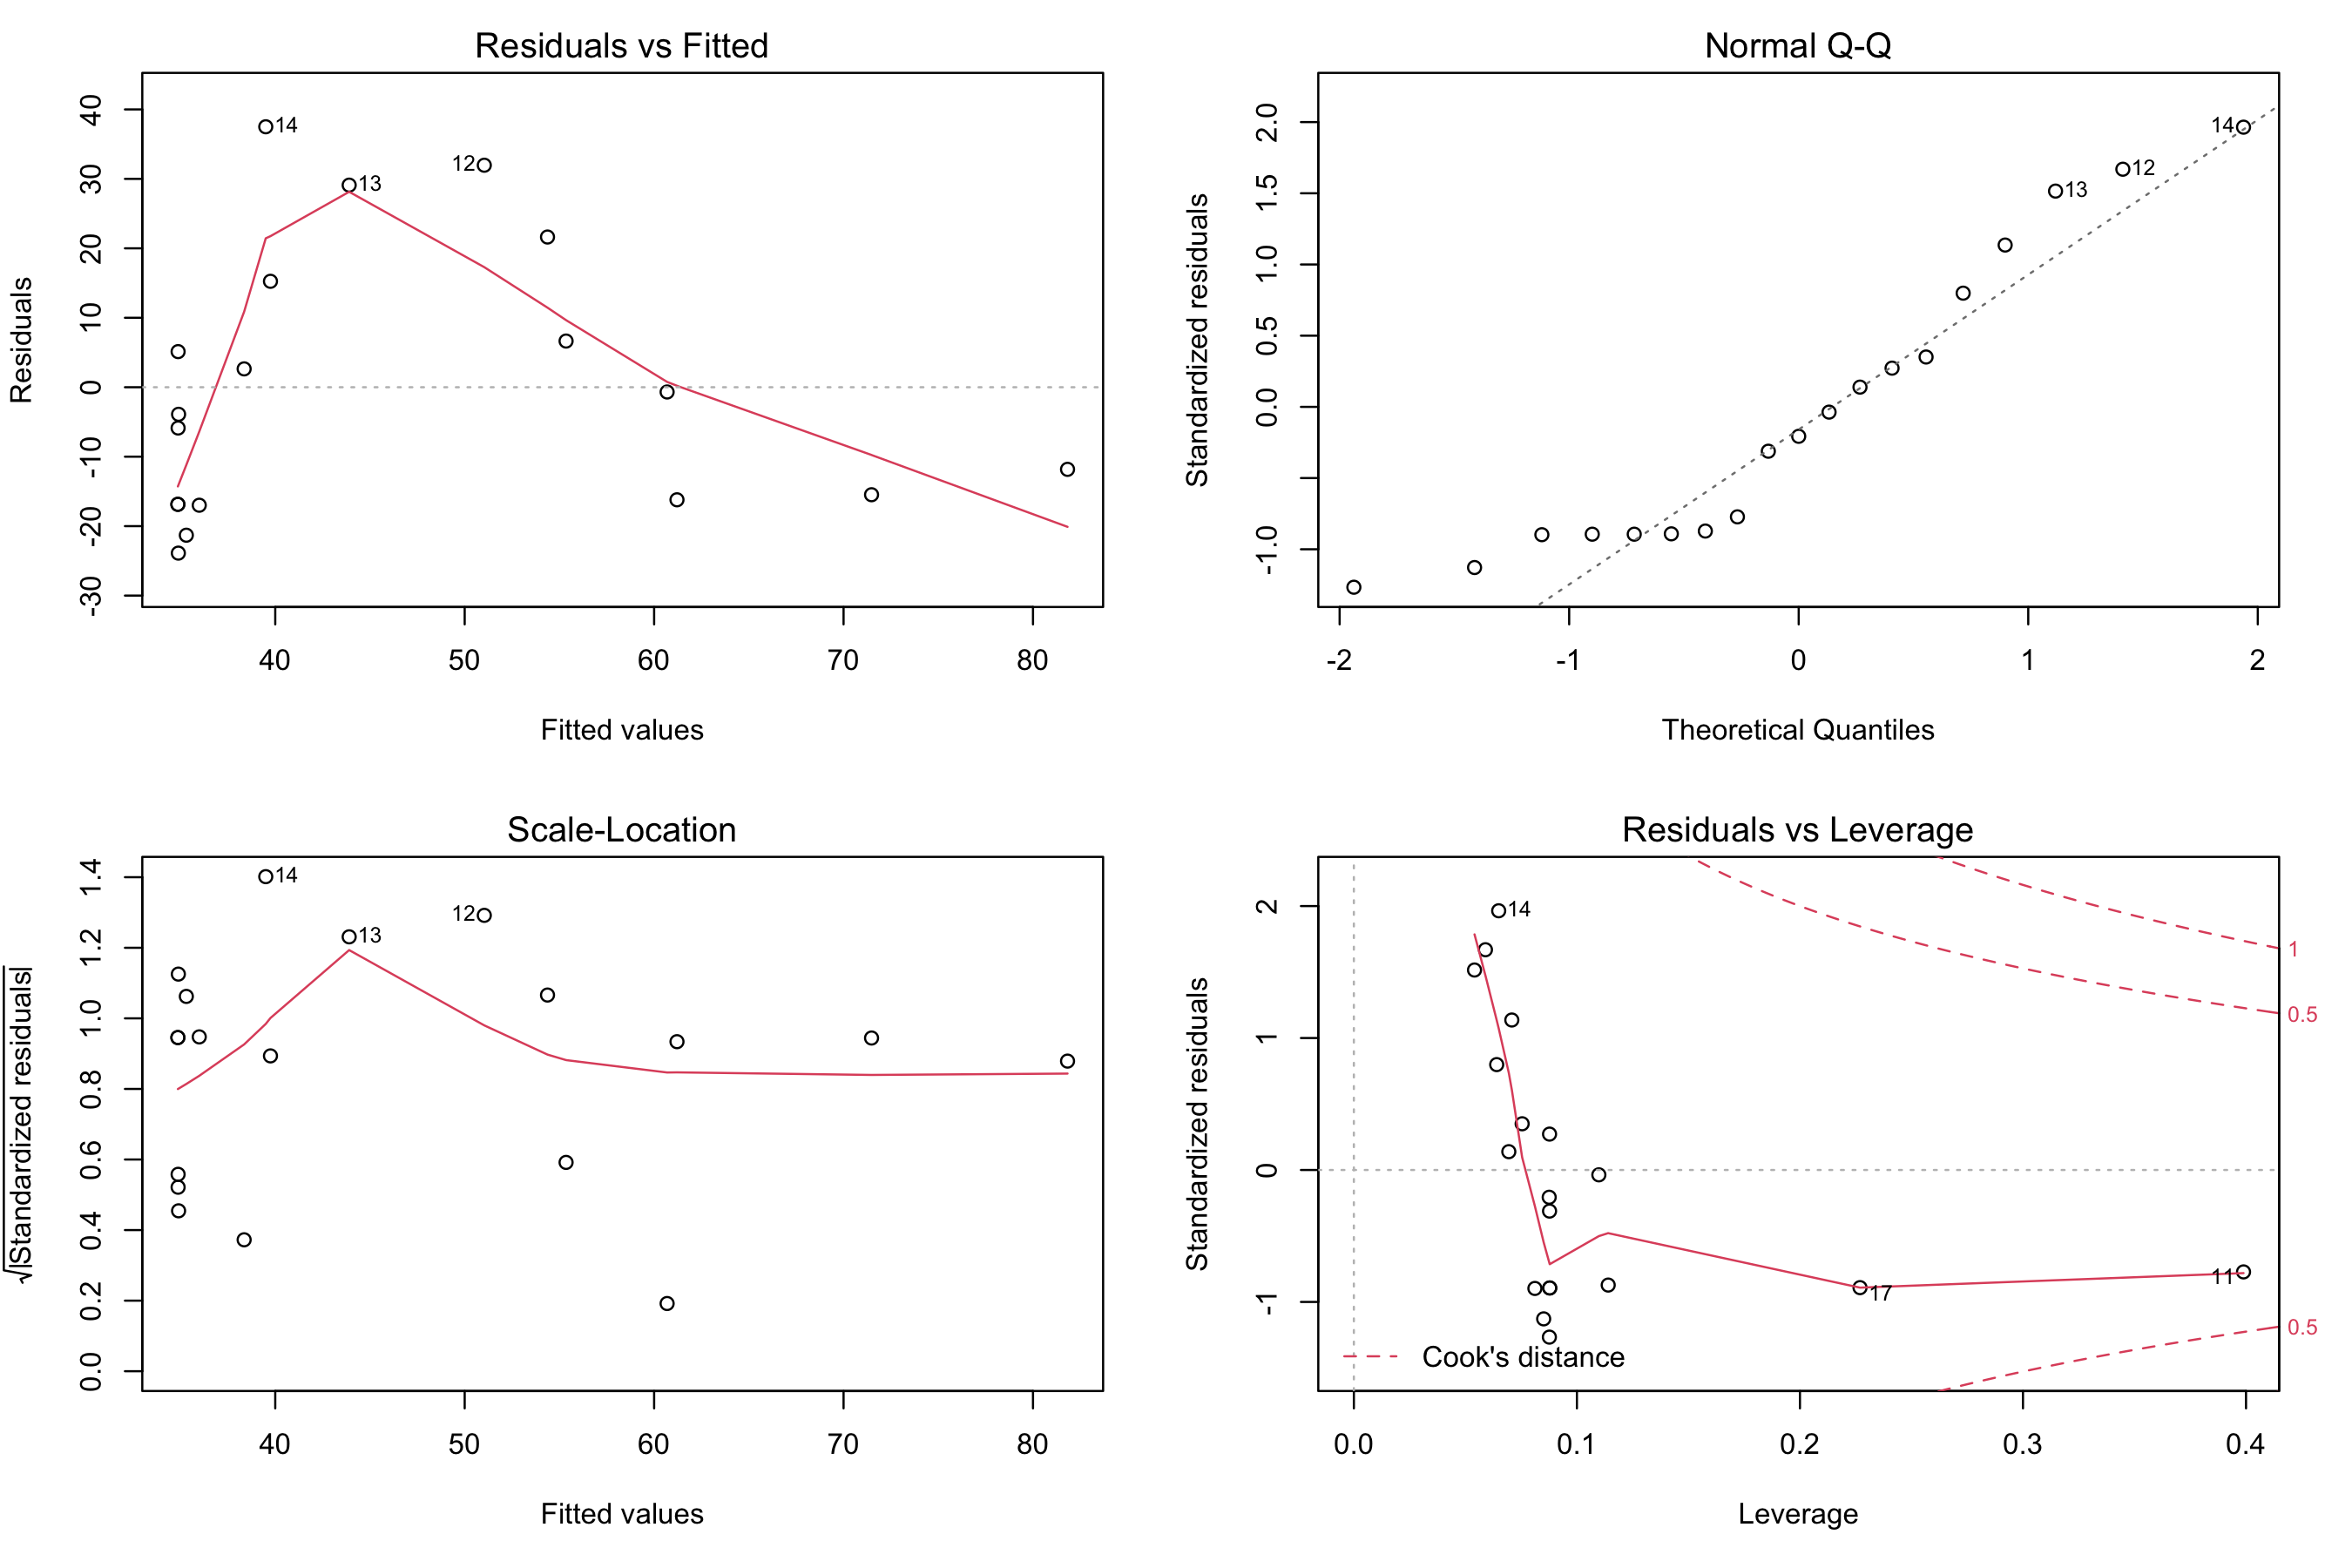 Residuals vs Fitted
Residuals
40
30
20
10
0
-10
-20
-30
14
12
13
40 50 60 70 80
Fitted values
Normal Q-Q
Standardized residuals
2.0
1.5
1.0
0.5
0.0
-1.0
14
12
13
-2 -1 0 1 2
Theoretical Quantiles
Scale-Location
√|Standardized residuals|
1.4
1.2
1.0
0.8
0.6
0.4
0.2
0.0
14
12
13
40 50 60 70 80
Fitted values
Residuals vs Leverage
Standardized residuals
2
1
0
-1
14
1
0.5
11
17
0.5
Cook's distance
0.0 0.1 0.2 0.3 0.4
Leverage